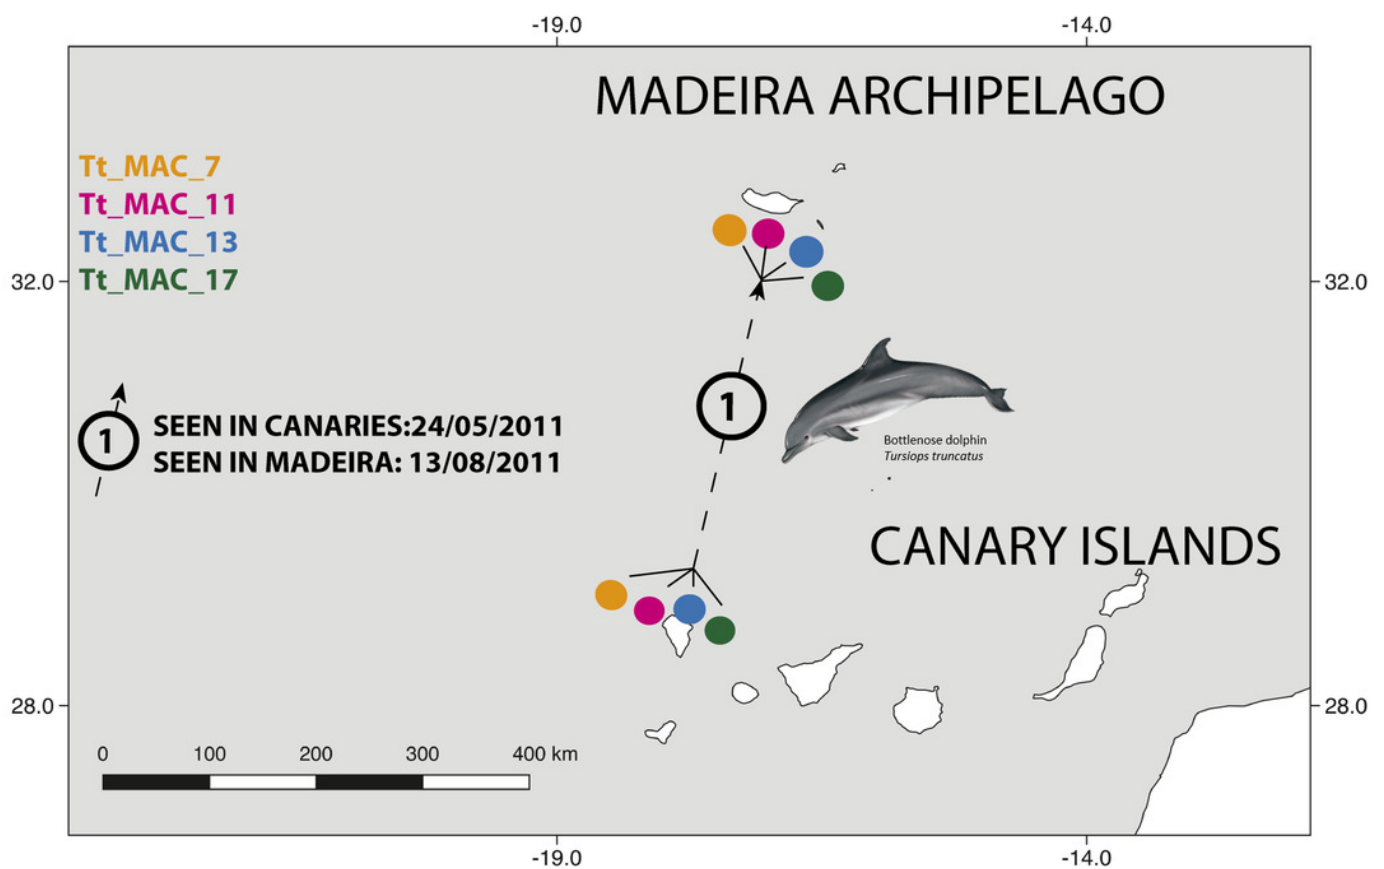 -19.0 -14.0
MADEIRA ARCHIPELAGO
Tt_MAC_7
Tt_MAC_11
Tt_MAC_13
Tt_MAC_17
32.0 32.0
1
1
SEEN IN CANARIES:24/05/2011
SEEN IN MADEIRA: 13/08/2011
Bottlenose dolphin
Tursiops truncatus
CANARY ISLANDS
28.0 28.0
0 100 200 300 400 km
-19.0 -14.0